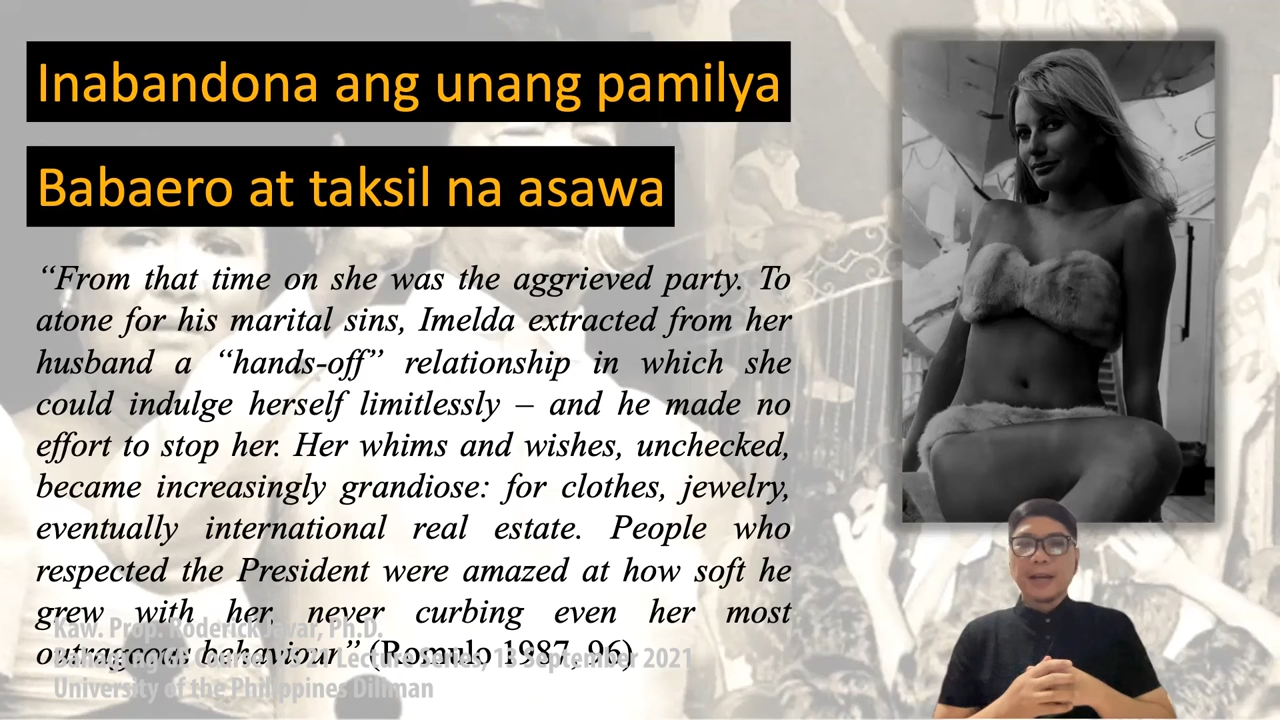 Inabandona ang unang pamilya
Babaero at taksil na asawa
“From that time on she was the aggrieved party. To
atone for his marital sins, Imelda extracted from her
husband a “hands-off” relationship in which she
could indulge herself limitlessly – and he made no
effort to stop her. Her whims and wishes, unchecked,
became increasingly grandiose: for clothes, jewelry,
eventually international real estate. People who
respected the President were amazed at how soft he
grew with her, never curbing even her most
outrageous behaviour” (Romulo 1987, 96)
Kaw. Prop. Roderick Javar, Ph.D.
Lecture Series, September 2021
University of the Philippines Diliman